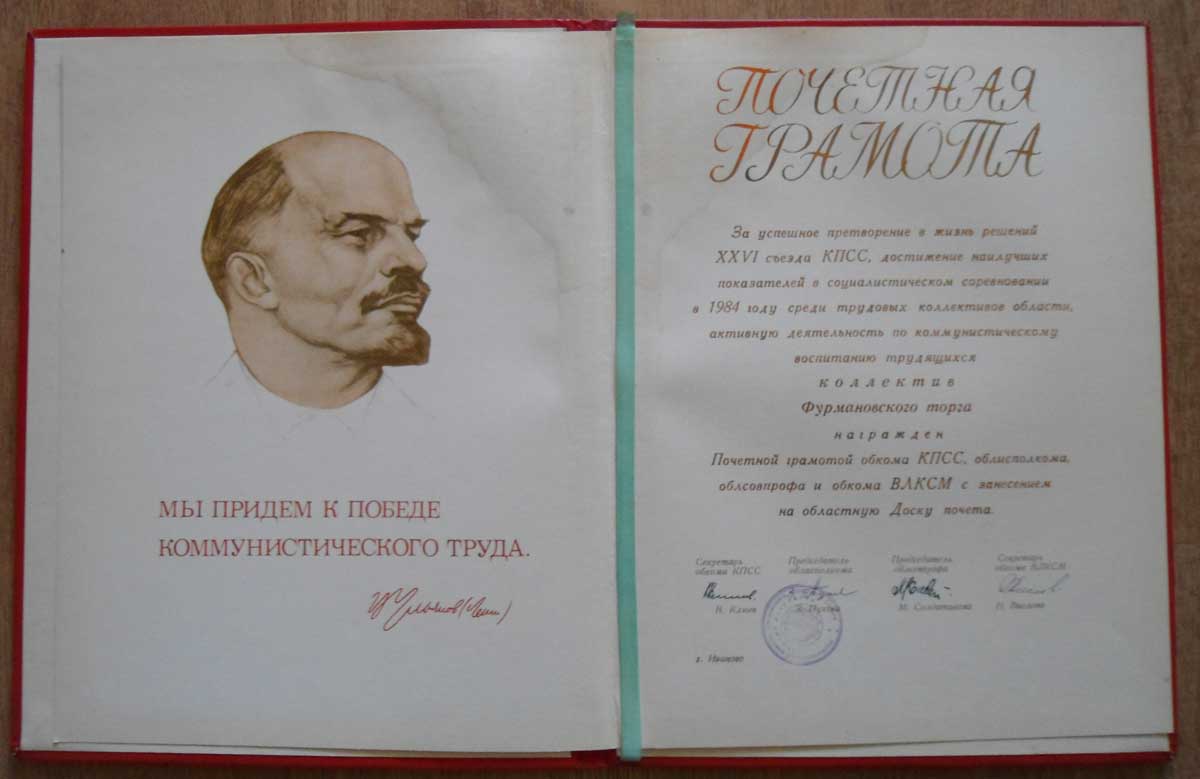 МЫ ПРИДЕМ К ПОБЕДЕ
КОММУНИСТИЧЕСКОГО ТРУДА.
В Ульянов (Ленин)
ПОЧЕТНАЯ
ГРАМОТА
За успешное претворение в жизнь решений
XXVI съезда КПСС, достижение наилучших
показателей в социалистическом соревновании
в 1984 году среди трудовых коллективов области,
активную деятельность по коммунистическому
воспитанию трудящихся
коллектив
Фурмановского торга
награжден
Почетной грамотой обкома КПСС, облисполкома,
облсовпрофа и обкома ВЛКСМ с занесением
на областную Доску почета.
Секретарь Председатель Председатель Секретарь
обкома КПСС облисполкома облсовпрофа обкома ВЛКСМ
В. Клюев М.
г. Иваново